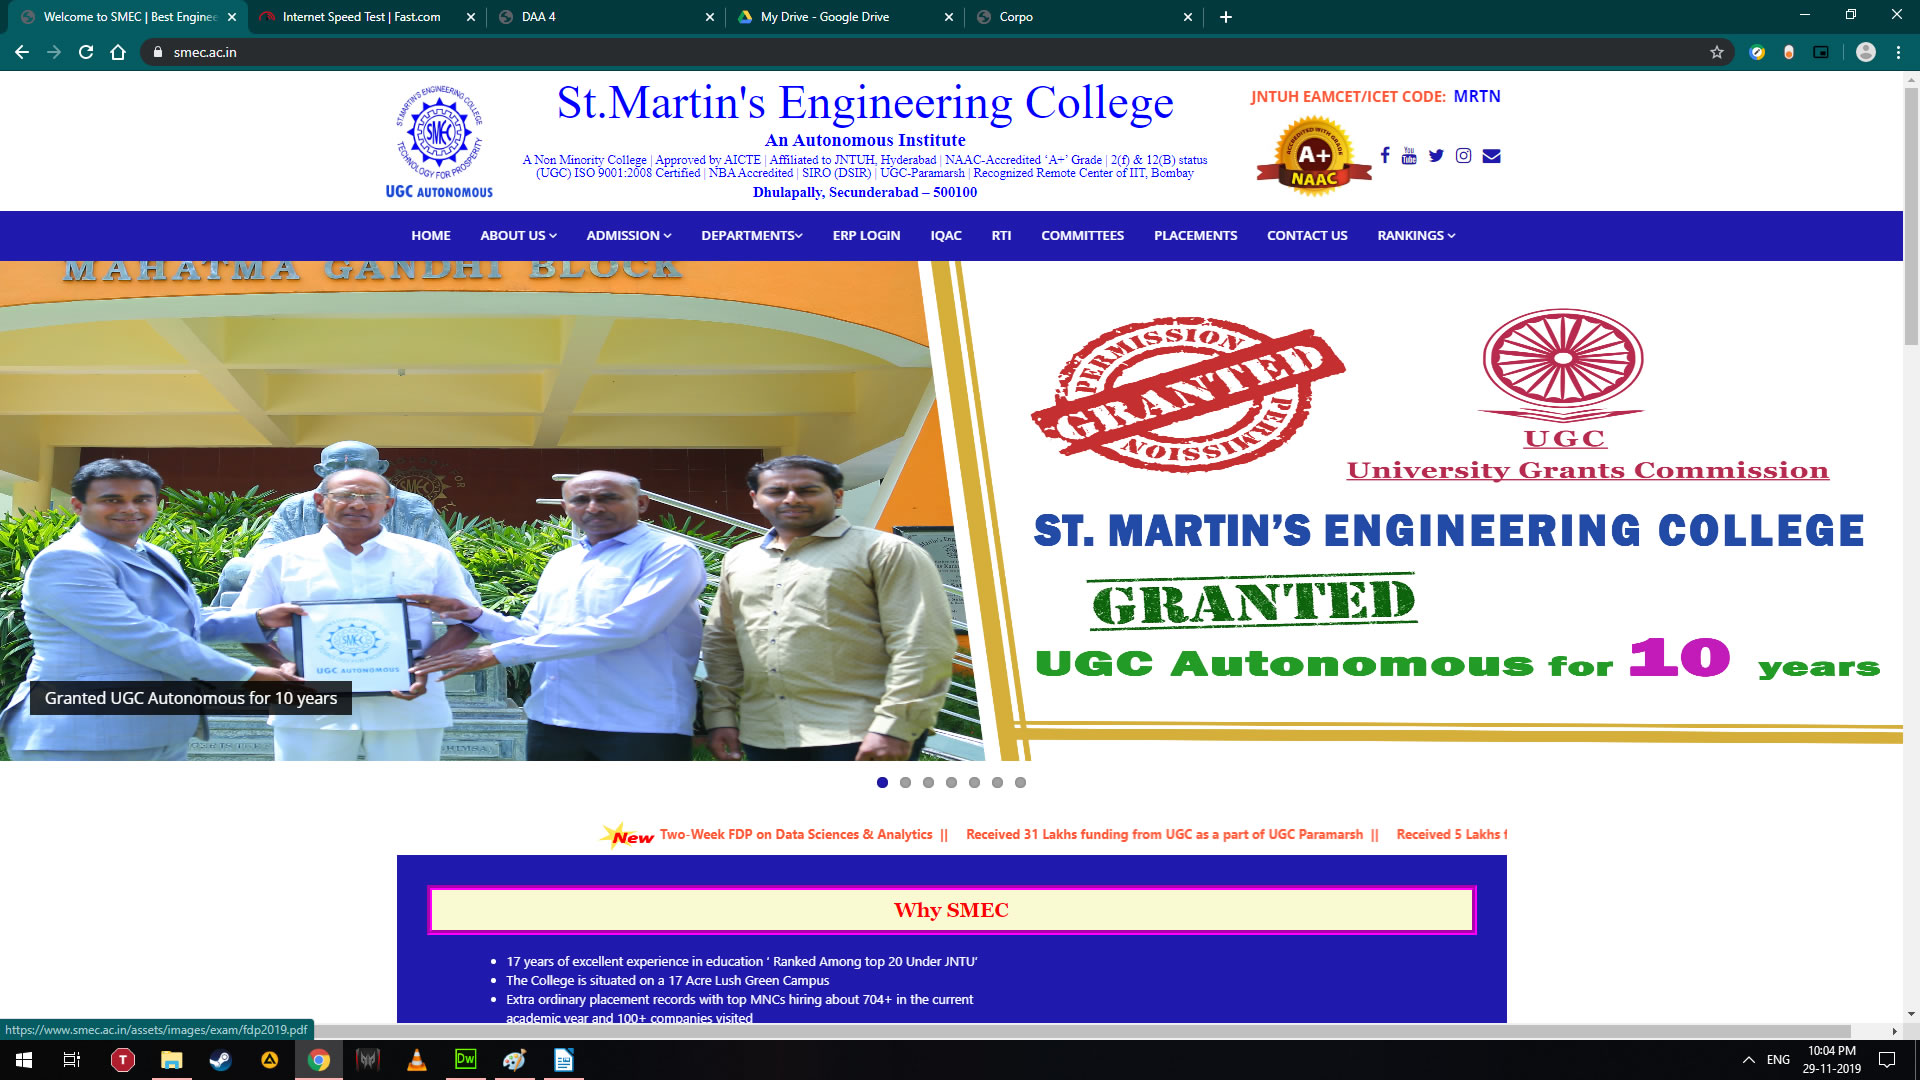 Welcome to SMEC | Best Enginee
Internet Speed Test | Fast.com
DAA 4
My Drive - Google Drive
Corpo
smec.ac.in
ST.MARTIN'S ENGINEERING COLLEGE
SMEC
TECHNOLOGY FOR PROSPERITY
UGC AUTONOMOUS
St.Martin's Engineering College
An Autonomous Institute
A Non Minority College | Approved by AICTE | Affiliated to JNTUH, Hyderabad | NAAC-Accredited ‘A+’ Grade | 2(f) & 12(B) status
(UGC) ISO 9001:2008 Certified | NBA Accredited | SIRO (DSIR) | UGC-Paramarsh | Recognized Remote Center of IIT, Bombay
Dhulapally, Secunderabad – 500100
JNTUH EAMCET/ICET CODE: MRTN
ACCREDITED WITH GRADE
A+
NAAC
You Tube
HOME ABOUT US ADMISSION DEPARTMENTS ERP LOGIN IQAC RTI COMMITTEES PLACEMENTS CONTACT US RANKINGS
MAHATMA GANDHI BLOCK
PERMISSION
GRANTED
PERMISSION
UGC
University Grants Commission
ST. MARTIN’S ENGINEERING COLLEGE
GRANTED
UGC Autonomous for 10 years
SMEC
UGC AUTONOMOUS
Granted UGC Autonomous for 10 years
New Two-Week FDP on Data Sciences & Analytics || Received 31 Lakhs funding from UGC as a part of UGC Paramarsh || Received 5 Lakhs f
Why SMEC
17 years of excellent experience in education ‘ Ranked Among top 20 Under JNTU’
The College is situated on a 17 Acre Lush Green Campus
Extra ordinary placement records with top MNCs hiring about 704+ in the current
academic year and 100+ companies visited
https://www.smec.ac.in/assets/images/exam/fdp2019.pdf
T
Dw
ENG
10:04 PM
29-11-2019